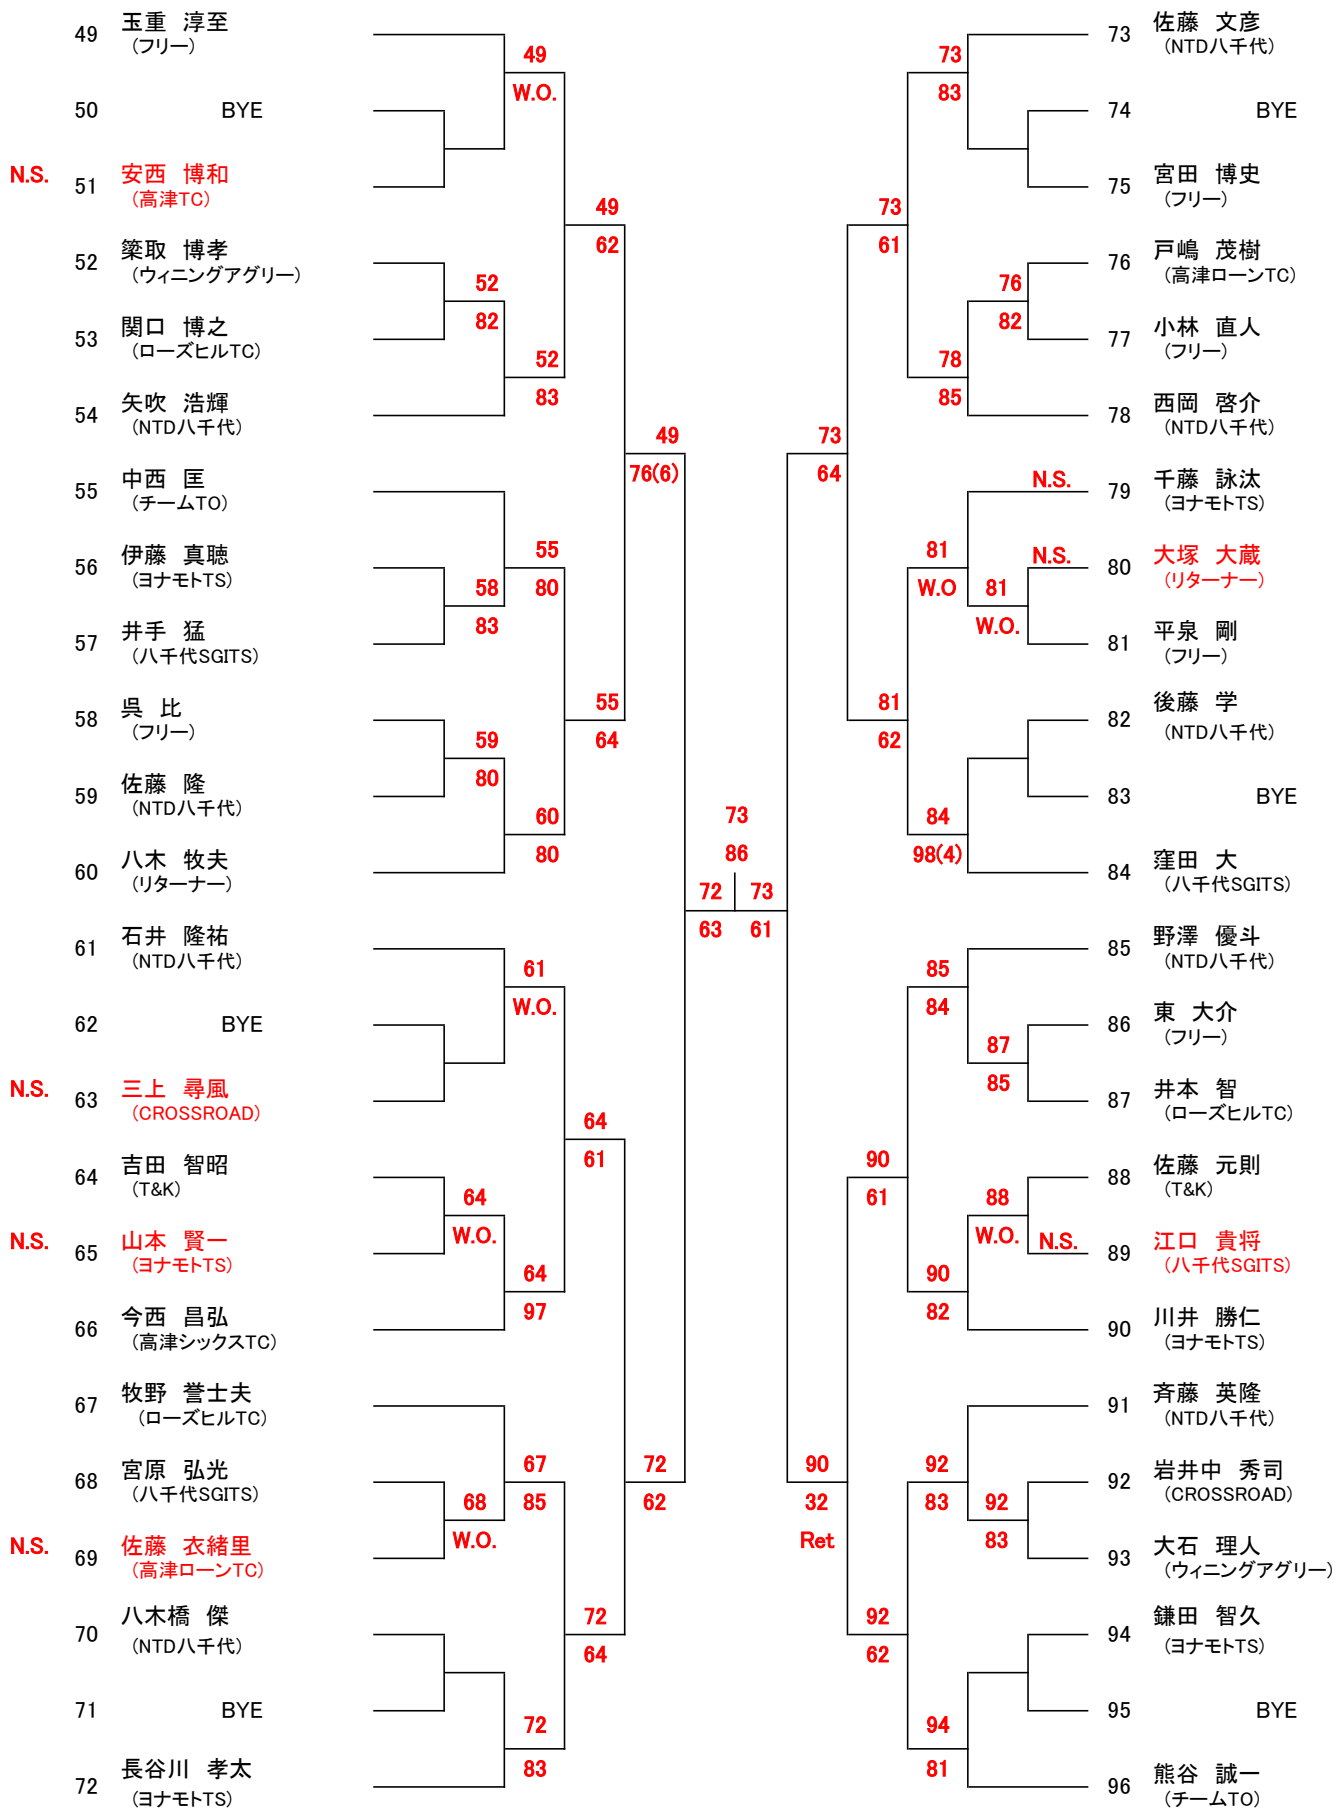 49 玉重 淳至
(フリー)
50 BYE
N.S. 51 安西 博和
(高津TC)
52 簗取 博孝
(ウィニングアグリー)
53 関口 博之
(ローズヒルTC)
54 矢吹 浩輝
(NTD八千代)
55 中西 匡
(チームTO)
56 伊藤 真聴
(ヨナモトTS)
57 井手 猛
(八千代SGITS)
58 呉 比
(フリー)
59 佐藤 隆
(NTD八千代)
60 八木 牧夫
(リターナー)
61 石井 隆祐
(NTD八千代)
62 BYE
N.S. 63 三上 尋風
(CROSSROAD)
64 吉田 智昭
(T&K)
N.S. 65 山本 賢一
(ヨナモトTS)
66 今西 昌弘
(高津シックスTC)
67 牧野 誉士夫
(ローズヒルTC)
68 宮原 弘光
(八千代SGITS)
N.S. 69 佐藤 衣緒里
(高津ローンTC)
70 八木橋 傑
(NTD八千代)
71 BYE
72 長谷川 孝太
(ヨナモトTS)
52
82
58
83
59
80
64
W.O.
68
W.O.
49
W.O.
52
83
55
80
60
80
61
W.O.
64
97
67
85
72
83
49
62
55
64
64
61
72
64
49
76(6)
72
62
72
63
73
86
73
61
73
64
90
32
Ret
73
61
81
62
90
61
92
62
73
83
78
85
81
W.O
84
98(4)
85
84
90
82
92
83
94
81
76
82
N.S.
N.S.
81
W.O.
87
85
88
W.O.
N.S.
92
83
73 佐藤 文彦
(NTD八千代)
74 BYE
75 宮田 博史
(フリー)
76 戸嶋 茂樹
(高津ローンTC)
77 小林 直人
(フリー)
78 西岡 啓介
(NTD八千代)
79 千藤 詠汰
(ヨナモトTS)
80 大塚 大蔵
(リターナー)
81 平泉 剛
(フリー)
82 後藤 学
(NTD八千代)
83 BYE
84 窪田 大
(八千代SGITS)
85 野澤 優斗
(NTD八千代)
86 東 大介
(フリー)
87 井本 智
(ローズヒルTC)
88 佐藤 元則
(T&K)
89 江口 貴将
(八千代SGITS)
90 川井 勝仁
(ヨナモトTS)
91 斉藤 英隆
(NTD八千代)
92 岩井中 秀司
(CROSSROAD)
93 大石 理人
(ウィニングアグリー)
94 鎌田 智久
(ヨナモトTS)
95 BYE
96 熊谷 誠一
(チームTO)